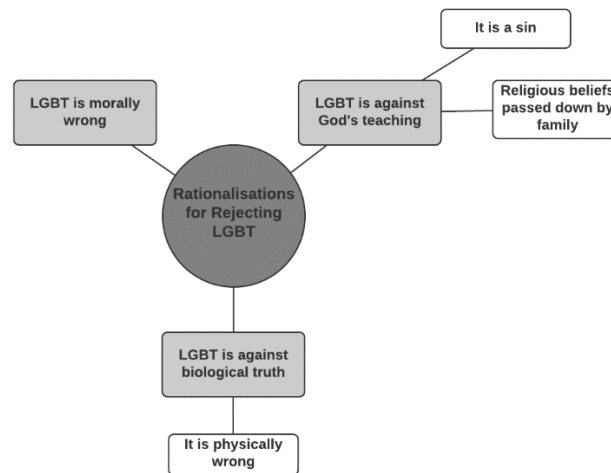 It is a sin
LGBT is morally
wrong
LGBT is against
God's teaching
Religious beliefs
passed down by
family
Rationalisations
for Rejecting
LGBT
LGBT is against
biological truth
It is physically
wrong